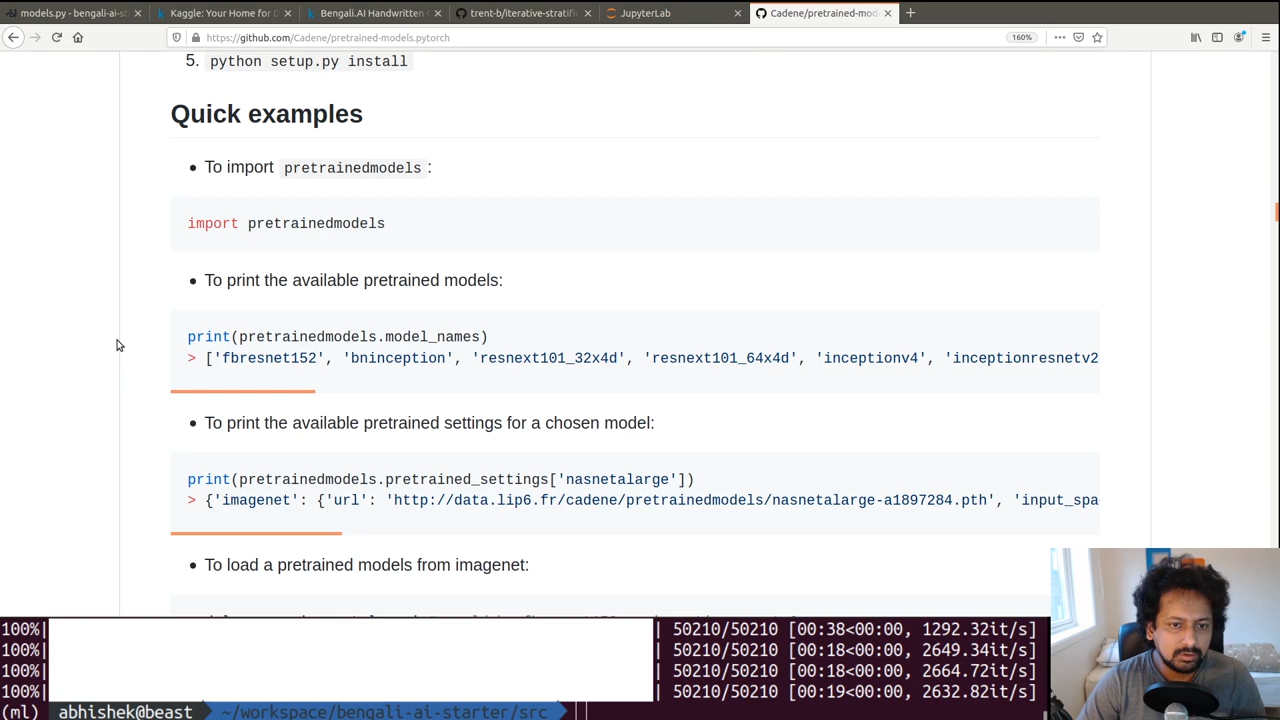 models.py - bengali-ai-st
Kaggle: Your Home for D
Bengali.AI Handwritten G
trent-b/iterative-stratifi
JupyterLab
Cadene/pretrained-mod
https://github.com/Cadene/pretrained-models.pytorch
160%
5. python setup.py install
Quick examples
• To import pretrainedmodels :
import pretrainedmodels
• To print the available pretrained models:
print(pretrainedmodels.model_names)
> ['fbresnet152', 'bninception', 'resnext101_32x4d', 'resnext101_64x4d', 'inceptionv4', 'inceptionresnetv2
• To print the available pretrained settings for a chosen model:
print(pretrainedmodels.pretrained_settings['nasnetalarge'])
> {'imagenet': {'url': 'http://data.lip6.fr/cadene/pretrainedmodels/nasnetalarge-a1897284.pth', 'input_spa
• To load a pretrained models from imagenet:
100%| | 50210/50210 [00:38<00:00, 1292.32it/s]
100%| | 50210/50210 [00:18<00:00, 2649.34it/s]
100%| | 50210/50210 [00:18<00:00, 2664.72it/s]
100%| | 50210/50210 [00:19<00:00, 2632.82it/s]
(ml) abhishek@beast ~/workspace/bengali-ai-starter/src